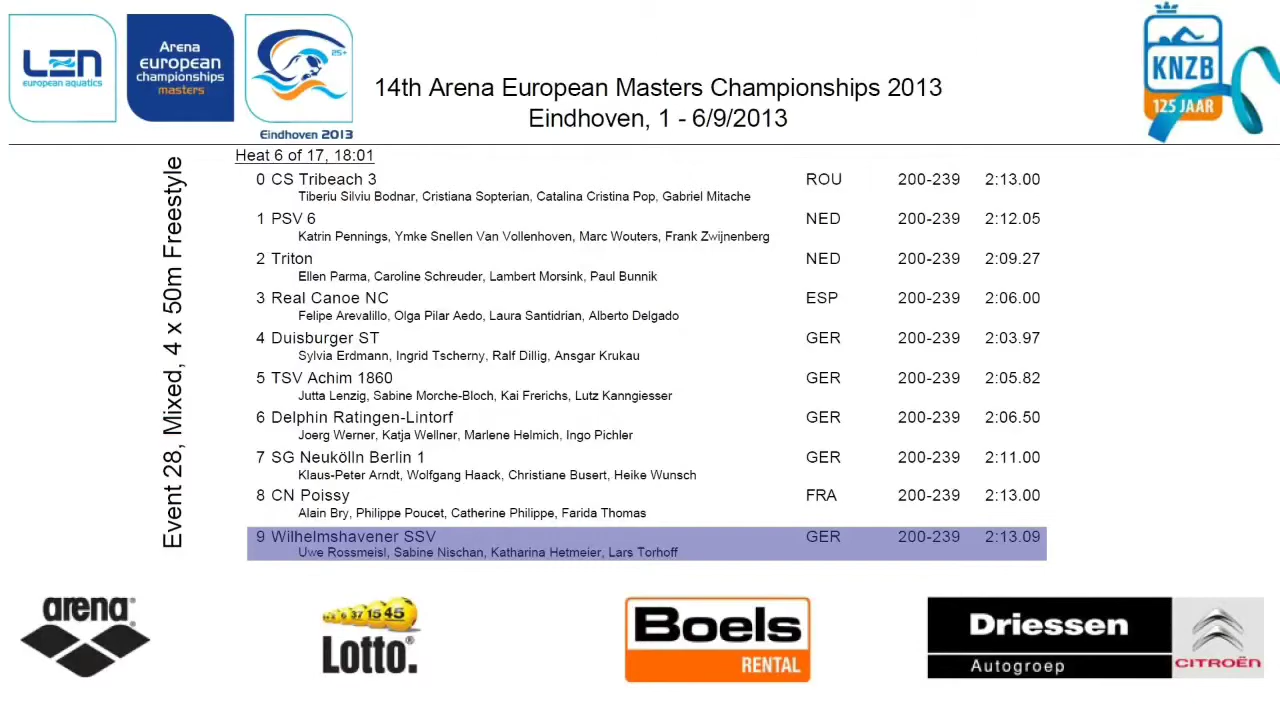 LEN
european aquatics
Arena
european
championships
masters
25+
Eindhoven 2013
14th Arena European Masters Championships 2013
Eindhoven, 1 - 6/9/2013
KNZB
125 JAAR
Event 28, Mixed, 4 x 50m Freestyle
Heat 6 of 17, 18:01
0 CS Tribeach 3 ROU 200-239 2:13.00
Tiberiu Silviu Bodnar, Cristiana Sopterian, Catalina Cristina Pop, Gabriel Mitache
1 PSV 6 NED 200-239 2:12.05
Katrin Pennings, Ymke Snellen Van Vollenhoven, Marc Wouters, Frank Zwijnenberg
2 Triton NED 200-239 2:09.27
Ellen Parma, Caroline Schreuder, Lambert Morsink, Paul Bunnik
3 Real Canoe NC ESP 200-239 2:06.00
Felipe Arevalillo, Olga Pilar Aedo, Laura Santidrian, Alberto Delgado
4 Duisburger ST GER 200-239 2:03.97
Sylvia Erdmann, Ingrid Tscherny, Ralf Dillig, Ansgar Krukau
5 TSV Achim 1860 GER 200-239 2:05.82
Jutta Lenzig, Sabine Morche-Bloch, Kai Frerichs, Lutz Kanngiesser
6 Delphin Ratingen-Lintorf GER 200-239 2:06.50
Joerg Werner, Katja Wellner, Marlene Helmich, Ingo Pichler
7 SG Neukölln Berlin 1 GER 200-239 2:11.00
Klaus-Peter Arndt, Wolfgang Haack, Christiane Busert, Heike Wunsch
8 CN Poissy FRA 200-239 2:13.00
Alain Bry, Philippe Poucet, Catherine Philippe, Farida Thomas
9 Wilhelmshavener SSV GER 200-239 2:13.09
Uwe Rossmeisl, Sabine Nischan, Katharina Hetmeier, Lars Torhoff
arena®
6 37 15 45
Lotto.®
Boels
RENTAL
Driessen
Autogroep
CITROËN